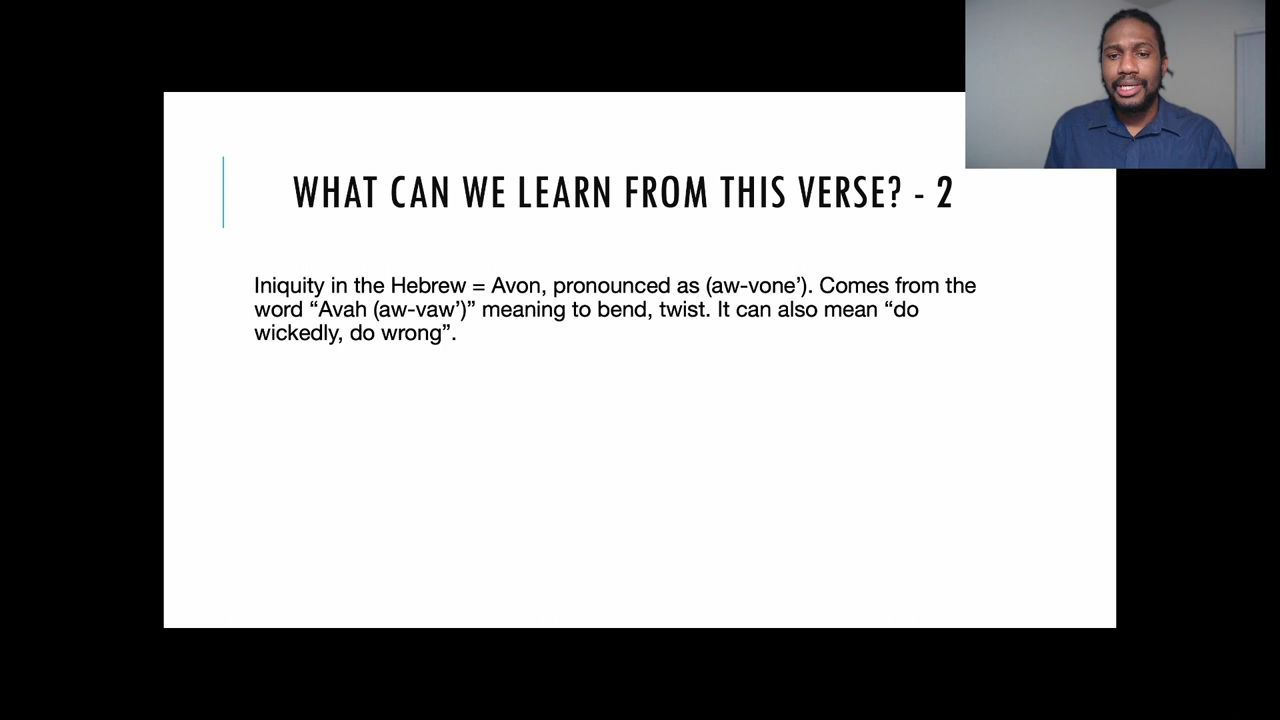 WHAT CAN WE LEARN FROM THIS VERSE? - 2
Iniquity in the Hebrew = Avon, pronounced as (aw-vone’). Comes from the
word “Avah (aw-vaw’)” meaning to bend, twist. It can also mean “do
wickedly, do wrong”.